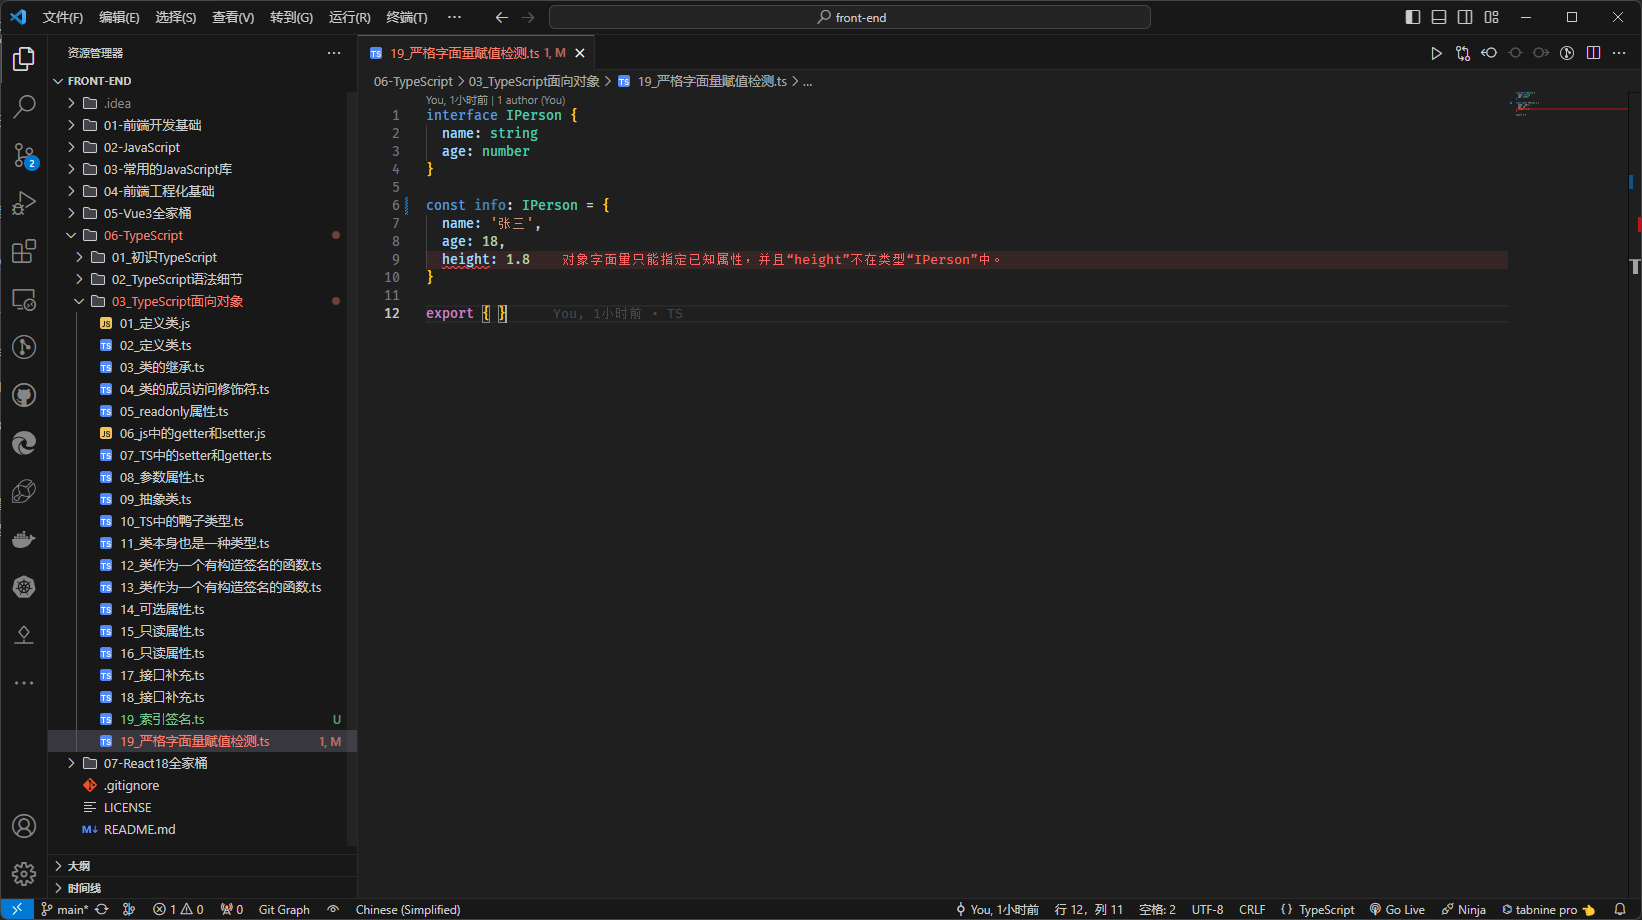 文件(F) 编辑(E) 选择(S) 查看(V) 转到(G) 运行(R) 终端(T) ··· front-end
资源管理器 ···
FRONT-END
.idea
01-前端开发基础
02-JavaScript
03-常用的JavaScript库
04-前端工程化基础
05-Vue3全家桶
06-TypeScript
01_初识TypeScript
02_TypeScript语法细节
03_TypeScript面向对象
JS 01_定义类.js
TS 02_定义类.ts
TS 03_类的继承.ts
TS 04_类的成员访问修饰符.ts
TS 05_readonly属性.ts
JS 06_js中的getter和setter.js
TS 07_TS中的setter和getter.ts
TS 08_参数属性.ts
TS 09_抽象类.ts
TS 10_TS中的鸭子类型.ts
TS 11_类本身也是一种类型.ts
TS 12_类作为一个有构造签名的函数.ts
TS 13_类作为一个有构造签名的函数.ts
TS 14_可选属性.ts
TS 15_只读属性.ts
TS 16_只读属性.ts
TS 17_接口补充.ts
TS 18_接口补充.ts
TS 19_索引签名.ts U
TS 19_严格字面量赋值检测.ts 1, M
07-React18全家桶
.gitignore
LICENSE
M↓ README.md
大纲
时间线
2
TS 19_严格字面量赋值检测.ts 1, M
06-TypeScript > 03_TypeScript面向对象 > TS 19_严格字面量赋值检测.ts > ...
You, 1小时前 | 1 author (You)
1 interface IPerson {
2 name: string
3 age: number
4 }
5
6 const info: IPerson = {
7 name: '张三',
8 age: 18,
9 height: 1.8 对象字面量只能指定已知属性，并且“height”不在类型“IPerson”中。
10 }
11
12 export { } You, 1小时前 • TS
main* 1 0 0 Git Graph Chinese (Simplified) You, 1小时前 行 12，列 11 空格: 2 UTF-8 CRLF { } TypeScript Go Live Ninja tabnine pro